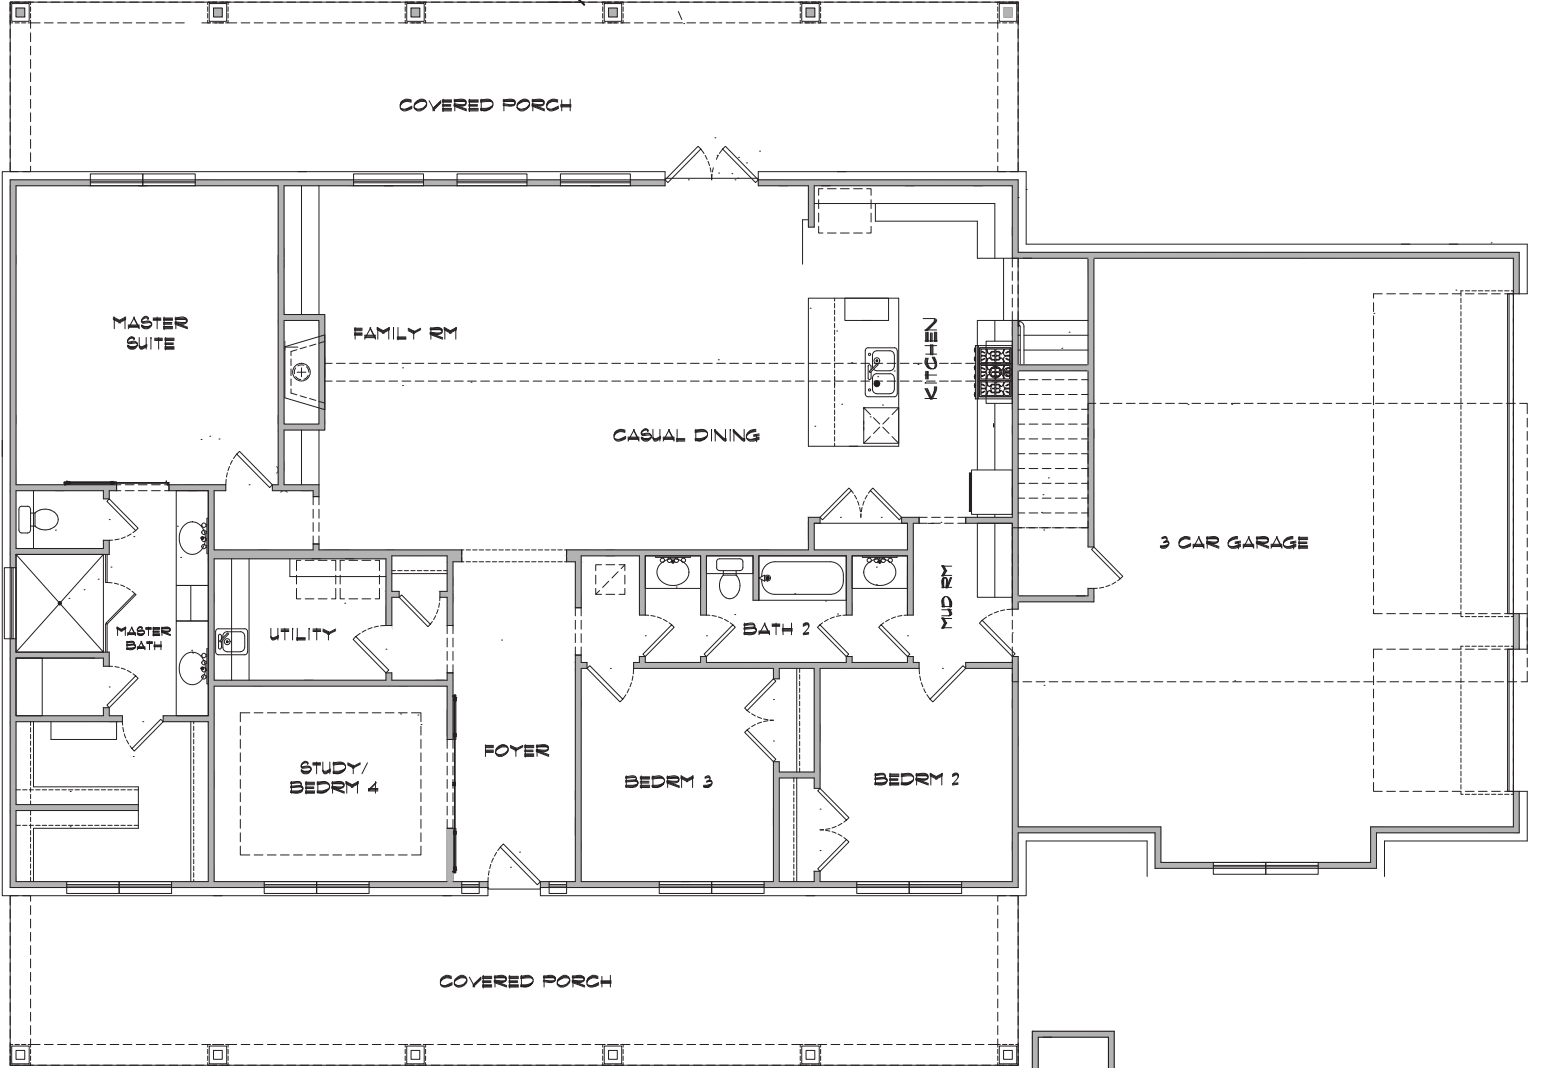 COVERED PORCH
MASTER
SUITE
FAMILY RM
KITCHEN
CASUAL DINING
3 CAR GARAGE
MUD RM
MASTER
BATH
UTILITY
BATH 2
FOYER
STUDY/
BEDRM 4
BEDRM 3
BEDRM 2
COVERED PORCH